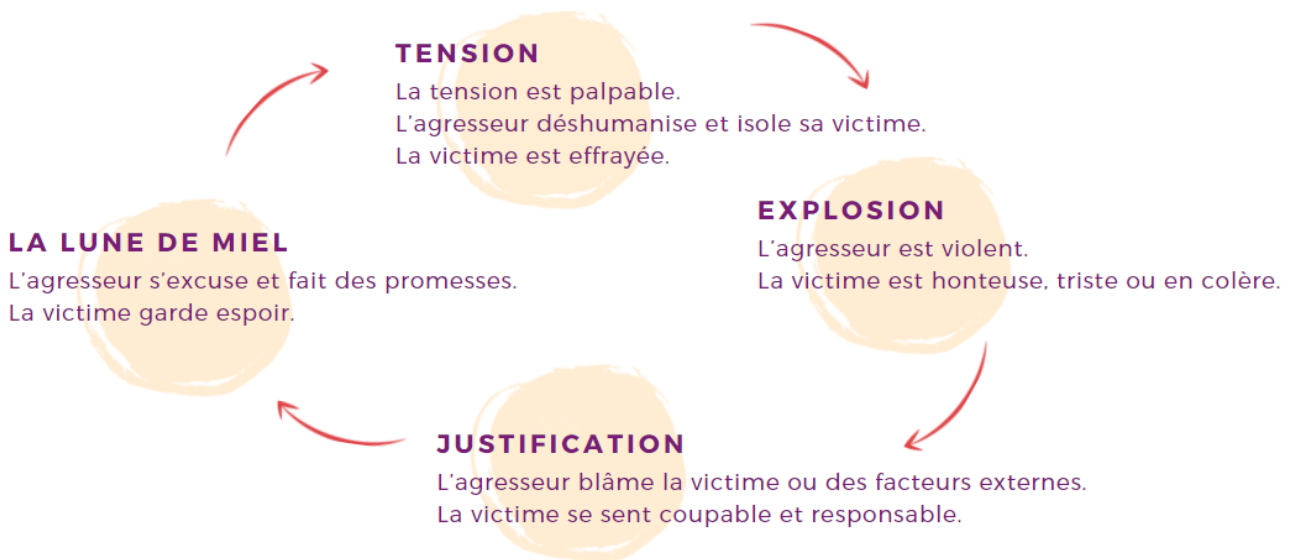 TENSION
La tension est palpable.
L'agresseur déshumanise et isole sa victime.
La victime est effrayée.
EXPLOSION
L'agresseur est violent.
La victime est honteuse, triste ou en colère.
JUSTIFICATION
L'agresseur blâme la victime ou des facteurs externes.
La victime se sent coupable et responsable.
LA LUNE DE MIEL
L'agresseur s'excuse et fait des promesses.
La victime garde espoir.